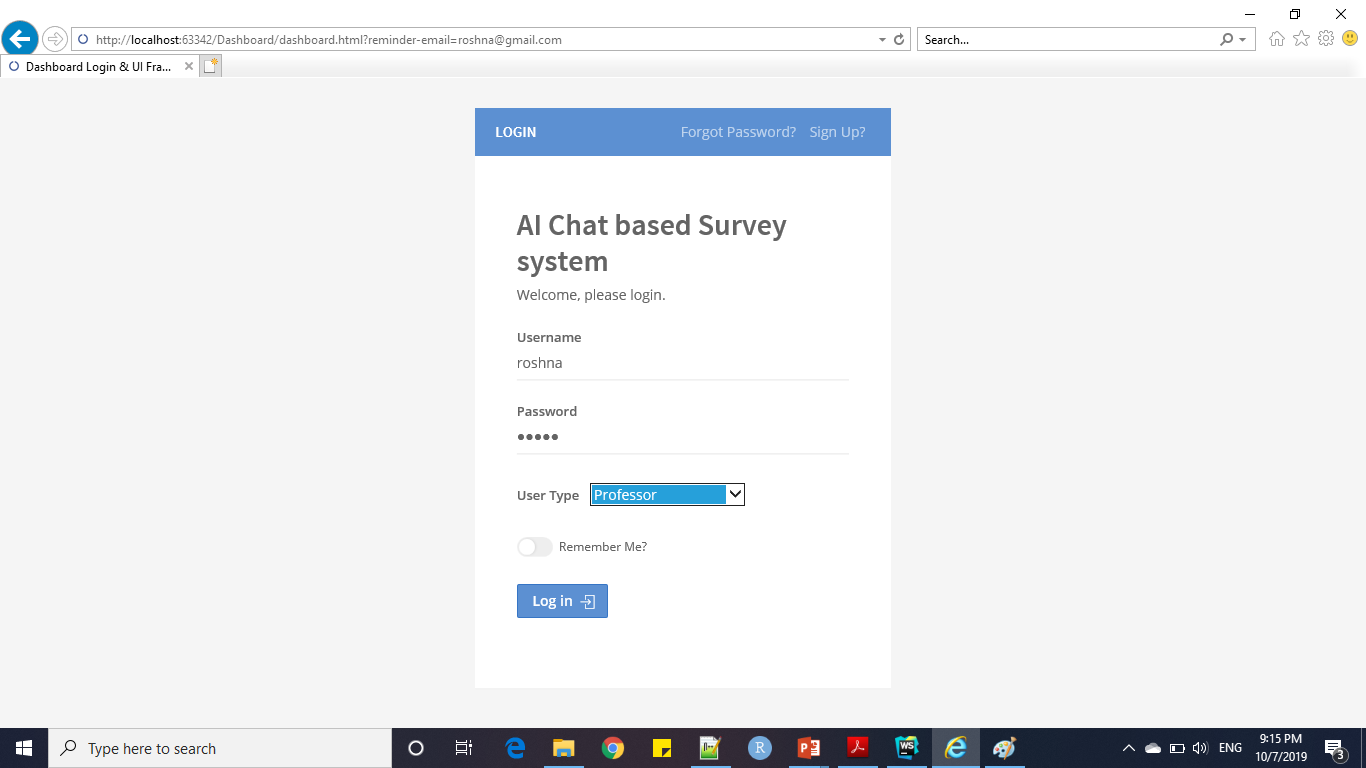 http://localhost:63342/Dashboard/dashboard.html?reminder-email=roshna@gmail.com
Search...
Dashboard Login & UI Fra...
LOGIN
Forgot Password?
Sign Up?
AI Chat based Survey
system
Welcome, please login.
Username
roshna
Password
●●●●●
User Type
Professor
Remember Me?
Log in
Type here to search
N++
R
P
WS
ENG
9:15 PM
10/7/2019
3